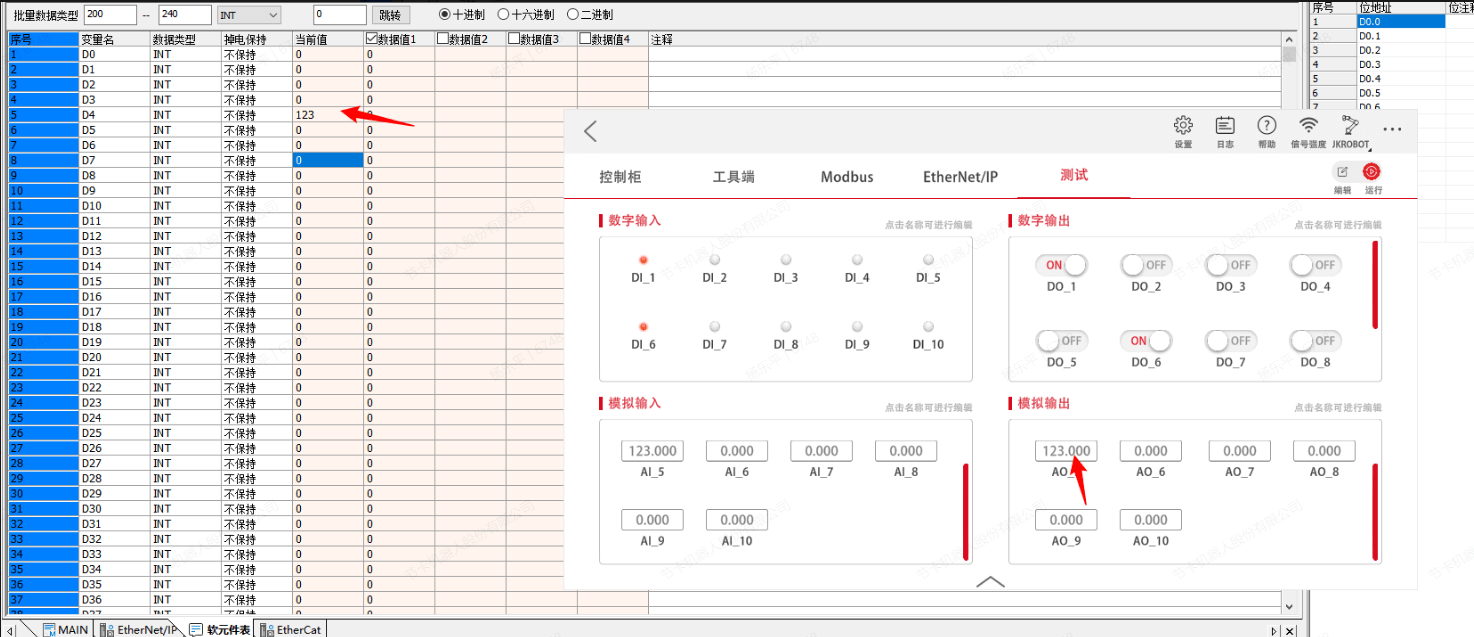 批量数据类型 200 -- 240 INT 0 跳转 十进制 十六进制 二进制
序号 变量名 数据类型 掉电保持 当前值 数据值1 数据值2 数据值3 数据值4 注释
1 D0 INT 不保持 0 0
2 D1 INT 不保持 0 0
3 D2 INT 不保持 0 0
4 D3 INT 不保持 0 0
5 D4 INT 不保持 123
6 D5 INT 不保持 0 0
7 D6 INT 不保持 0 0
8 D7 INT 不保持 0 0
9 D8 INT 不保持 0 0
10 D9 INT 不保持 0 0
11 D10 INT 不保持 0 0
12 D11 INT 不保持 0 0
13 D12 INT 不保持 0 0
14 D13 INT 不保持 0 0
15 D14 INT 不保持 0 0
16 D15 INT 不保持 0 0
17 D16 INT 不保持 0 0
18 D17 INT 不保持 0 0
19 D18 INT 不保持 0 0
20 D19 INT 不保持 0 0
21 D20 INT 不保持 0 0
22 D21 INT 不保持 0 0
23 D22 INT 不保持 0 0
24 D23 INT 不保持 0 0
25 D24 INT 不保持 0 0
26 D25 INT 不保持 0 0
27 D26 INT 不保持 0 0
28 D27 INT 不保持 0 0
29 D28 INT 不保持 0 0
30 D29 INT 不保持 0 0
31 D30 INT 不保持 0 0
32 D31 INT 不保持 0 0
33 D32 INT 不保持 0 0
34 D33 INT 不保持 0 0
35 D34 INT 不保持 0 0
36 D35 INT 不保持 0 0
37 D36 INT 不保持 0 0
38 D37 INT 不保持 0 0
MAIN EtherNet/IP 软元件表 EtherCat
序号 位地址 位注释
1 D0.0
2 D0.1
3 D0.2
4 D0.3
5 D0.4
6 D0.5
7 D0.6
设置 日志 帮助 信号强度 JKROBOT
控制柜 工具端 Modbus EtherNet/IP 测试
编辑 运行
数字输入 点击名称可进行编辑
DI_1 DI_2 DI_3 DI_4 DI_5
DI_6 DI_7 DI_8 DI_9 DI_10
数字输出 点击名称可进行编辑
ON OFF OFF OFF
DO_1 DO_2 DO_3 DO_4
OFF ON OFF OFF
DO_5 DO_6 DO_7 DO_8
模拟输入 点击名称可进行编辑
123.000 0.000 0.000 0.000
AI_5 AI_6 AI_7 AI_8
0.000 0.000
AI_9 AI_10
模拟输出 点击名称可进行编辑
123.000 0.000 0.000 0.000
AO_ AO_6 AO_7 AO_8
0.000 0.000
AO_9 AO_10